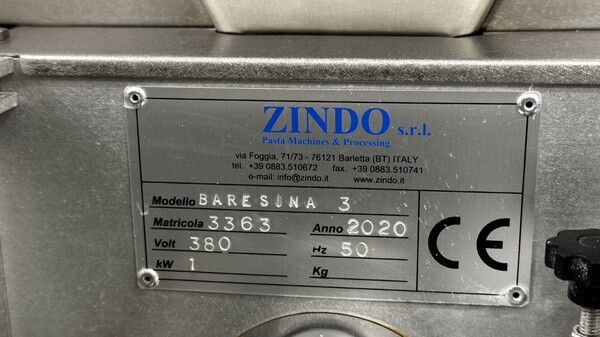 ZINDO s.r.l.
Pasta Machines & Processing
via Foggia, 71/73 - 76121 Barletta (BT) ITALY
tel. +39 0883.510672 fax. +39 0883.510741
e-mail: info@zindo.it www.zindo.it
Modello BARESINA 3
Matricola 3363 Anno 2020
Volt 380 Hz 50
kW 1 Kg
CE